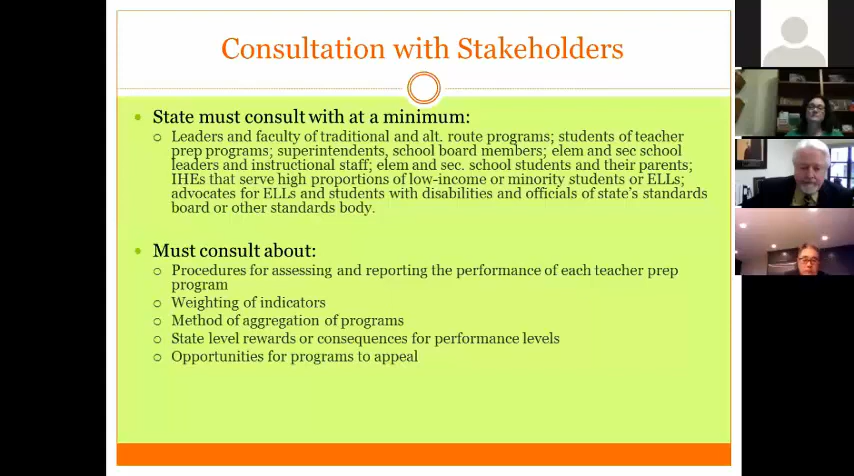 Consultation with Stakeholders
State must consult with at a minimum:
Leaders and faculty of traditional and alt. route programs; students of teacher
prep programs; superintendents, school board members; elem and sec school
leaders and instructional staff; elem and sec. school students and their parents;
IHEs that serve high proportions of low-income or minority students or ELLs;
advocates for ELLs and students with disabilities and officials of state's standards
board or other standards body.
Must consult about:
Procedures for assessing and reporting the performance of each teacher prep
program
Weighting of indicators
Method of aggregation of programs
State level rewards or consequences for performance levels
Opportunities for programs to appeal